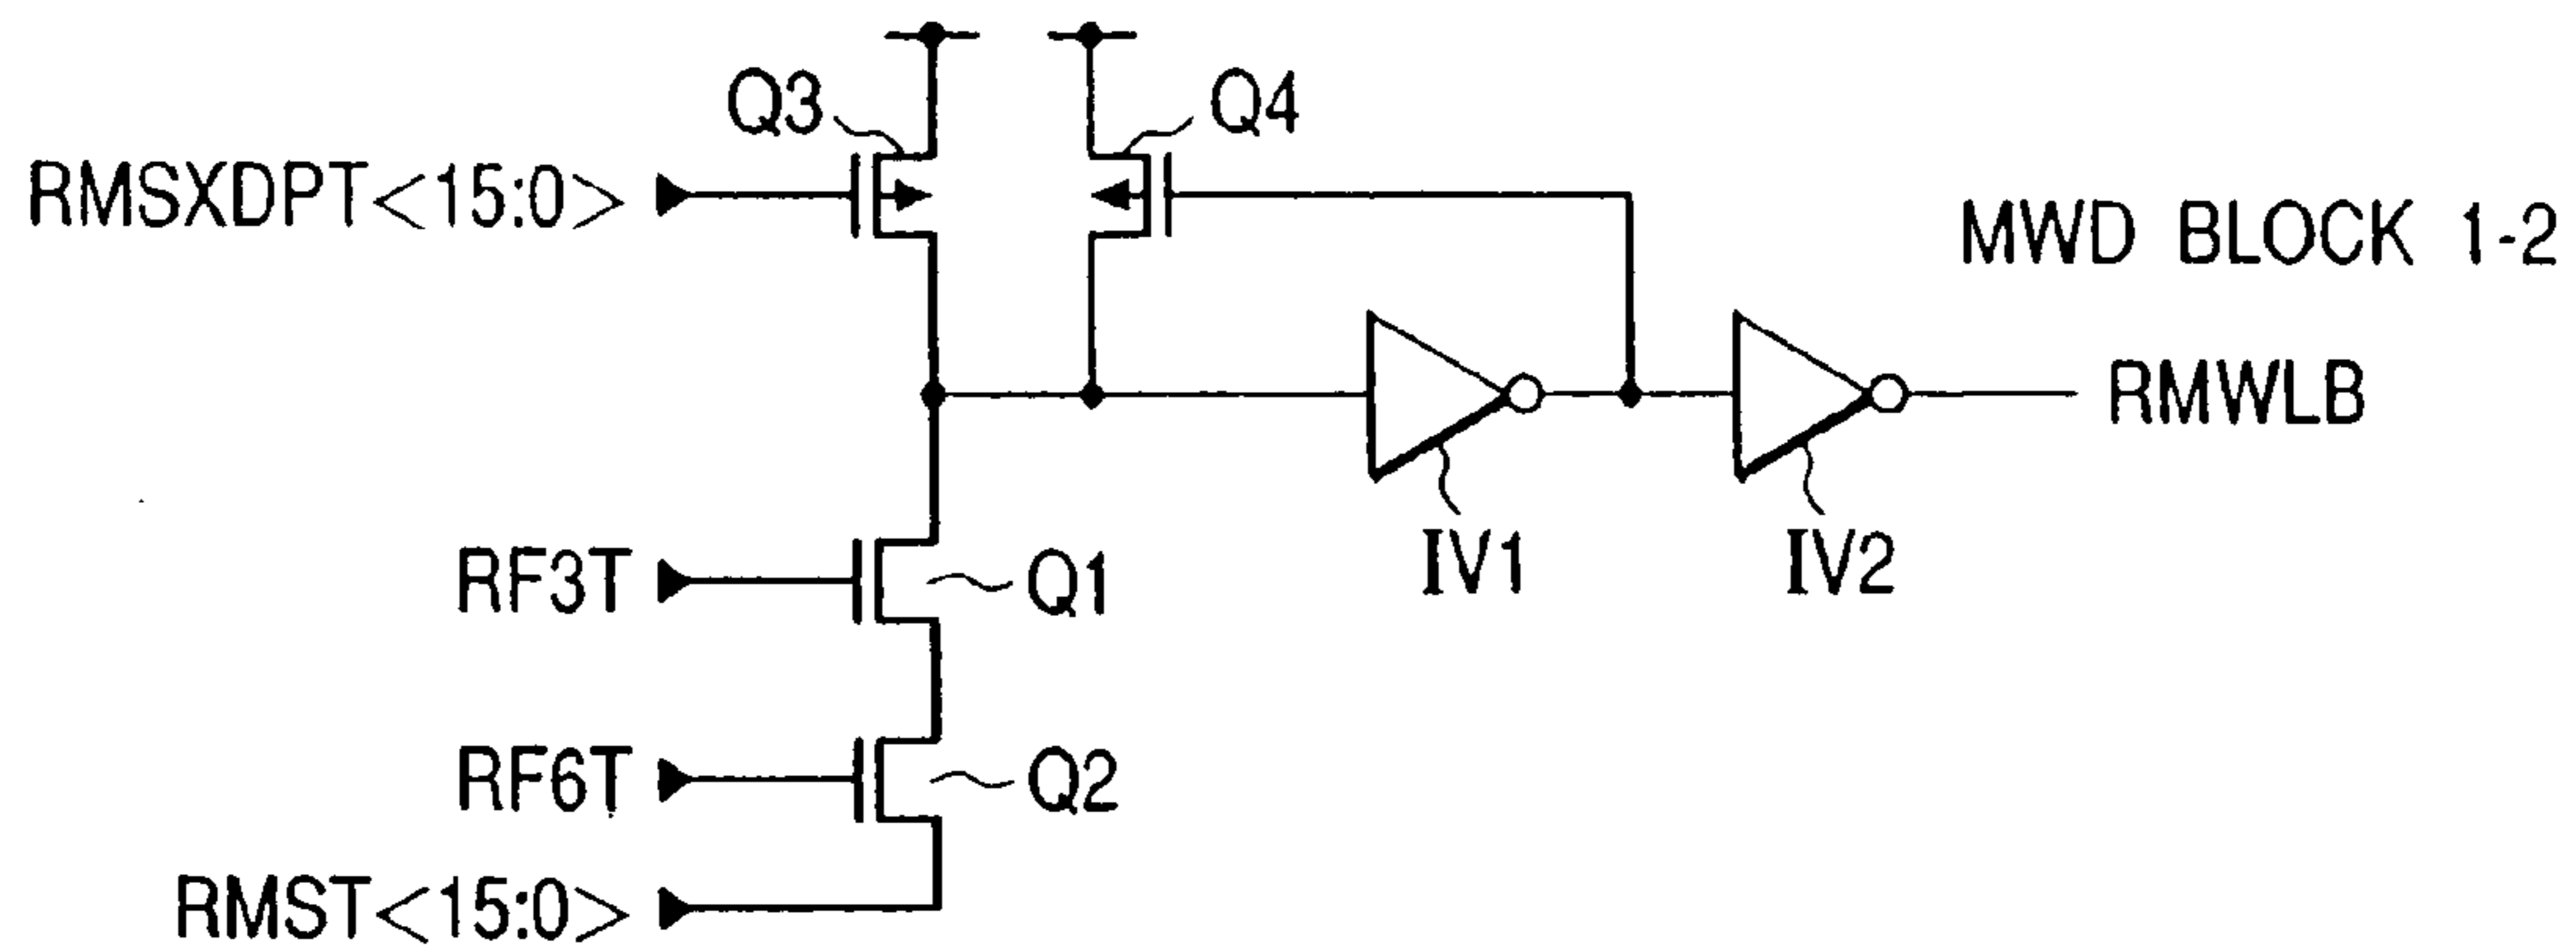 Q3
Q4
RMSXDPT<15:0>
MWD BLOCK 1-2
RMWLB
IV1
IV2
RF3T
Q1
RF6T
Q2
RMST<15:0>